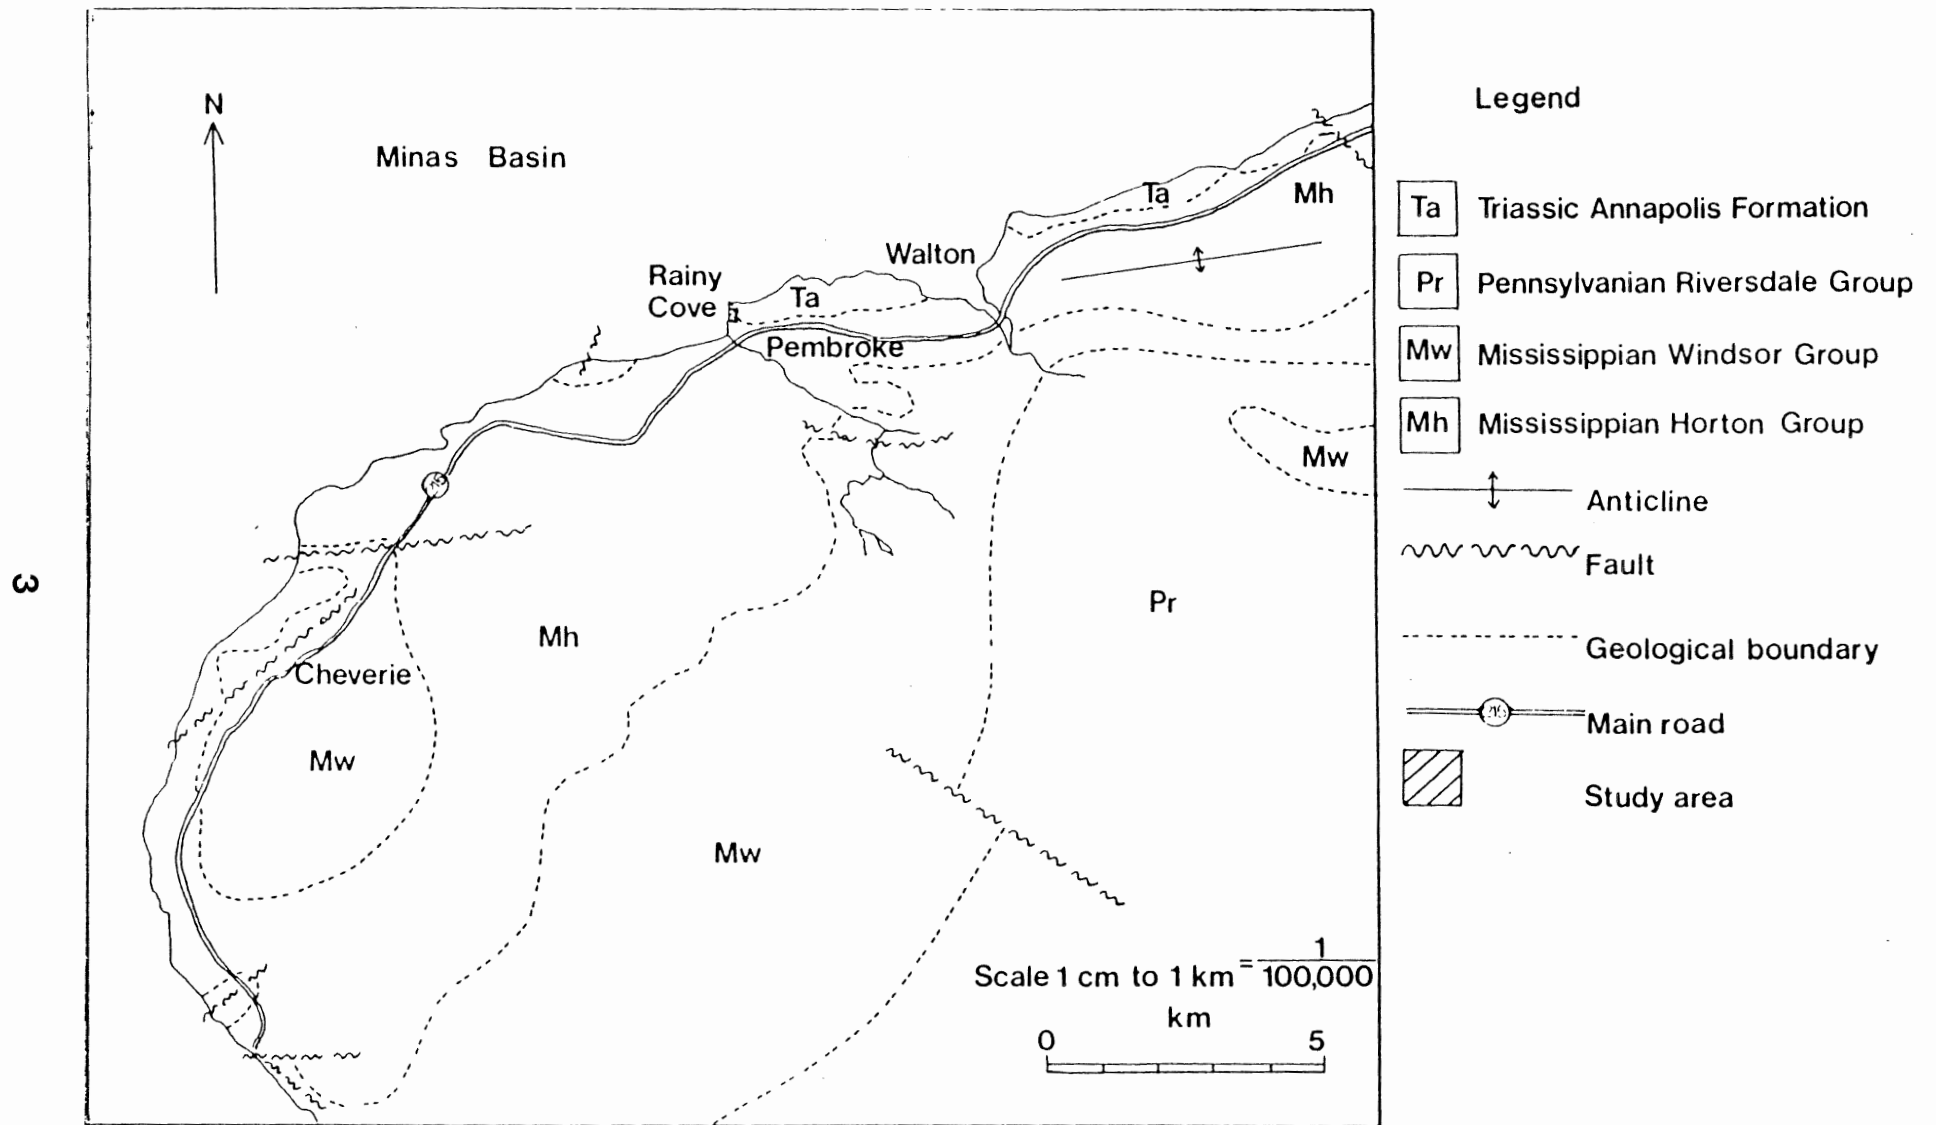 N
Minas Basin
Ta
Mh
Walton
Rainy
Cove
Ta
Pembroke
Mw
Pr
Mh
Cheverie
Mw
Mw
Scale 1 cm to 1 km = 1
100,000
km
0 5
3
Legend
Ta Triassic Annapolis Formation
Pr Pennsylvanian Riversdale Group
Mw Mississippian Windsor Group
Mh Mississippian Horton Group
Anticline
Fault
Geological boundary
Main road
Study area